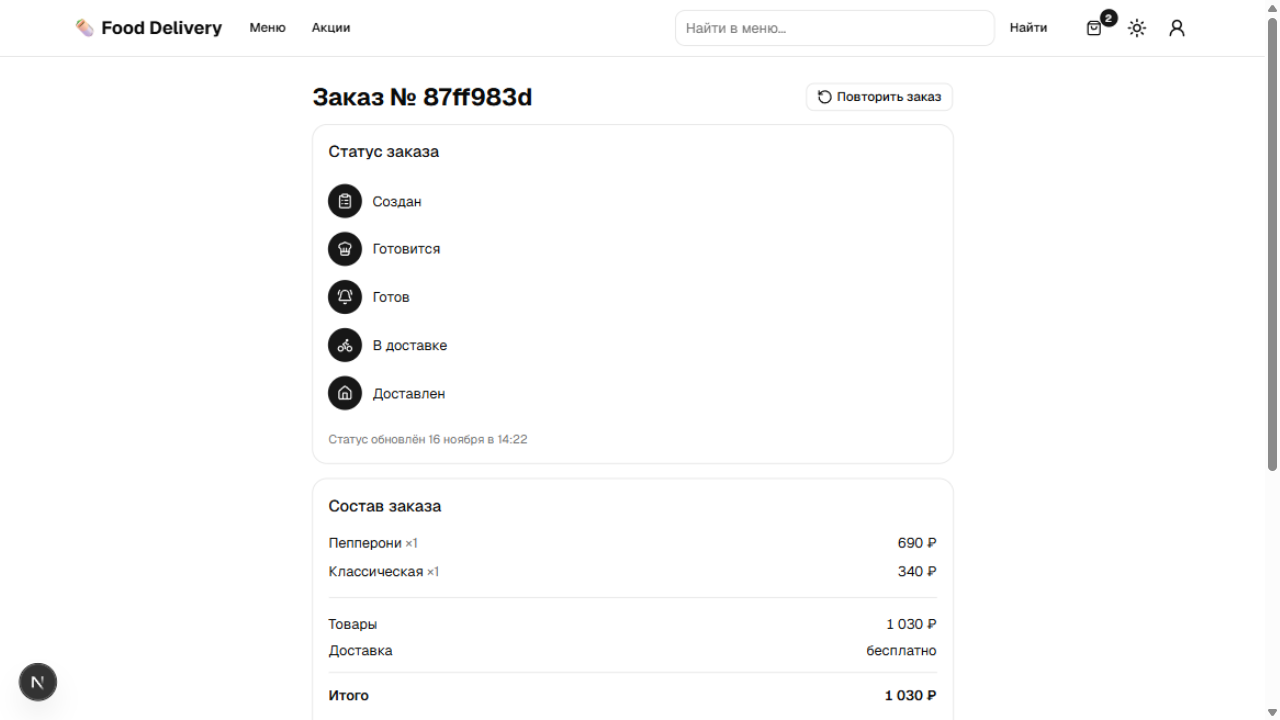 Food Delivery
Меню
Акции
Найти в меню…
Найти
2
Заказ № 87ff983d
Повторить заказ
Статус заказа
Создан
Готовится
Готов
В доставке
Доставлен
Статус обновлён 16 ноября в 14:22
Состав заказа
Пепперони ×1 690 ₽
Классическая ×1 340 ₽
Товары 1 030 ₽
Доставка бесплатно
Итого 1 030 ₽
N